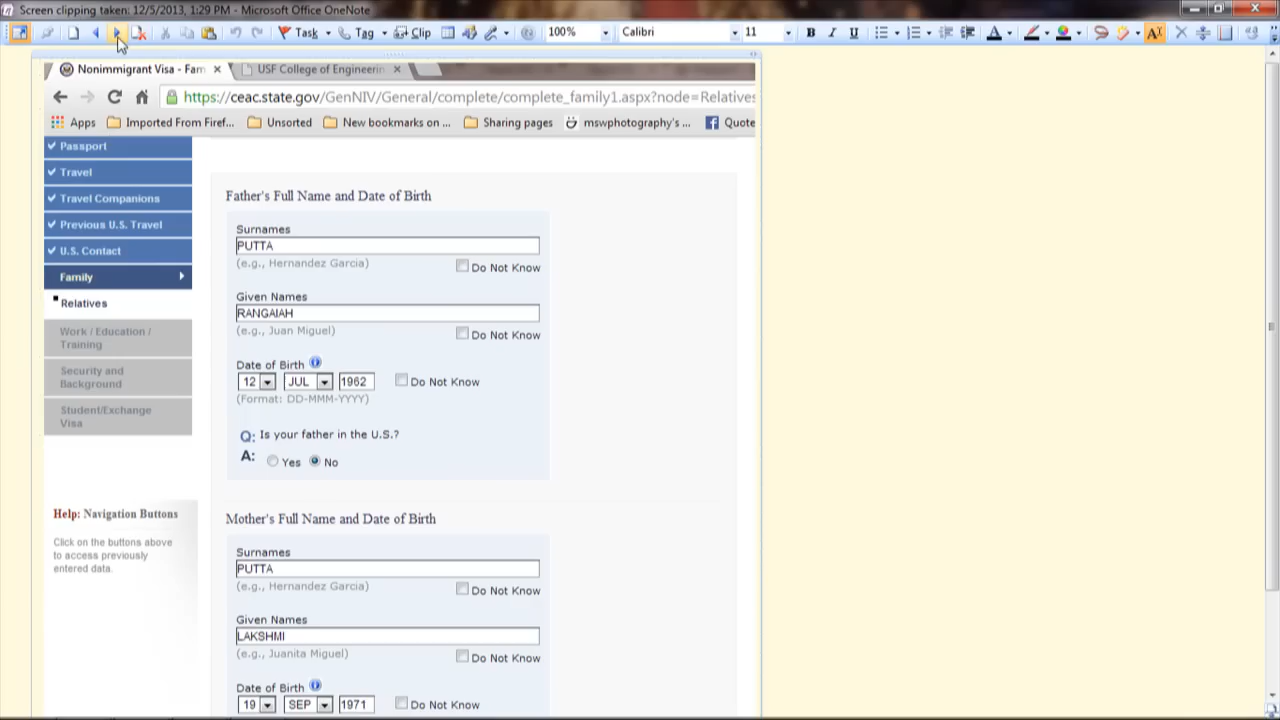 Screen clipping taken: 12/5/2013, 1:29 PM - Microsoft Office OneNote
Task Tag Clip 100% Calibri 11 B I U
Nonimmigrant Visa - Fam USF College of Engineerin
https://ceac.state.gov/GenNIV/General/complete/complete_family1.aspx?node=Relatives
Apps Imported From Firef... Unsorted New bookmarks on ... Sharing pages mswphotography's ... Quote
Passport
Travel
Travel Companions
Previous U.S. Travel
U.S. Contact
Family
Relatives
Work / Education /
Training
Security and
Background
Student/Exchange
Visa
Help: Navigation Buttons
Click on the buttons above
to access previously
entered data.
Father's Full Name and Date of Birth
Surnames
PUTTA
(e.g., Hernandez Garcia) Do Not Know
Given Names
RANGAIAH
(e.g., Juan Miguel) Do Not Know
Date of Birth
12 JUL 1962 Do Not Know
(Format: DD-MMM-YYYY)
Q: Is your father in the U.S.?
A: Yes No
Mother's Full Name and Date of Birth
Surnames
PUTTA
(e.g., Hernandez Garcia) Do Not Know
Given Names
LAKSHMI
(e.g., Juanita Miguel) Do Not Know
Date of Birth
19 SEP 1971 Do Not Know